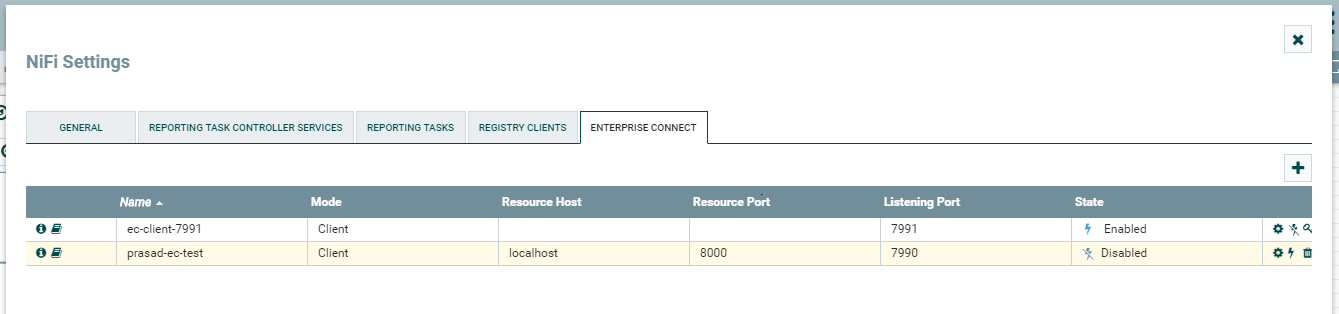 NiFi Settings
GENERAL REPORTING TASK CONTROLLER SERVICES REPORTING TASKS REGISTRY CLIENTS ENTERPRISE CONNECT
Name Mode Resource Host Resource Port Listening Port State
ec-client-7991 Client 7991 Enabled
prasad-ec-test Client localhost 8000 7990 Disabled